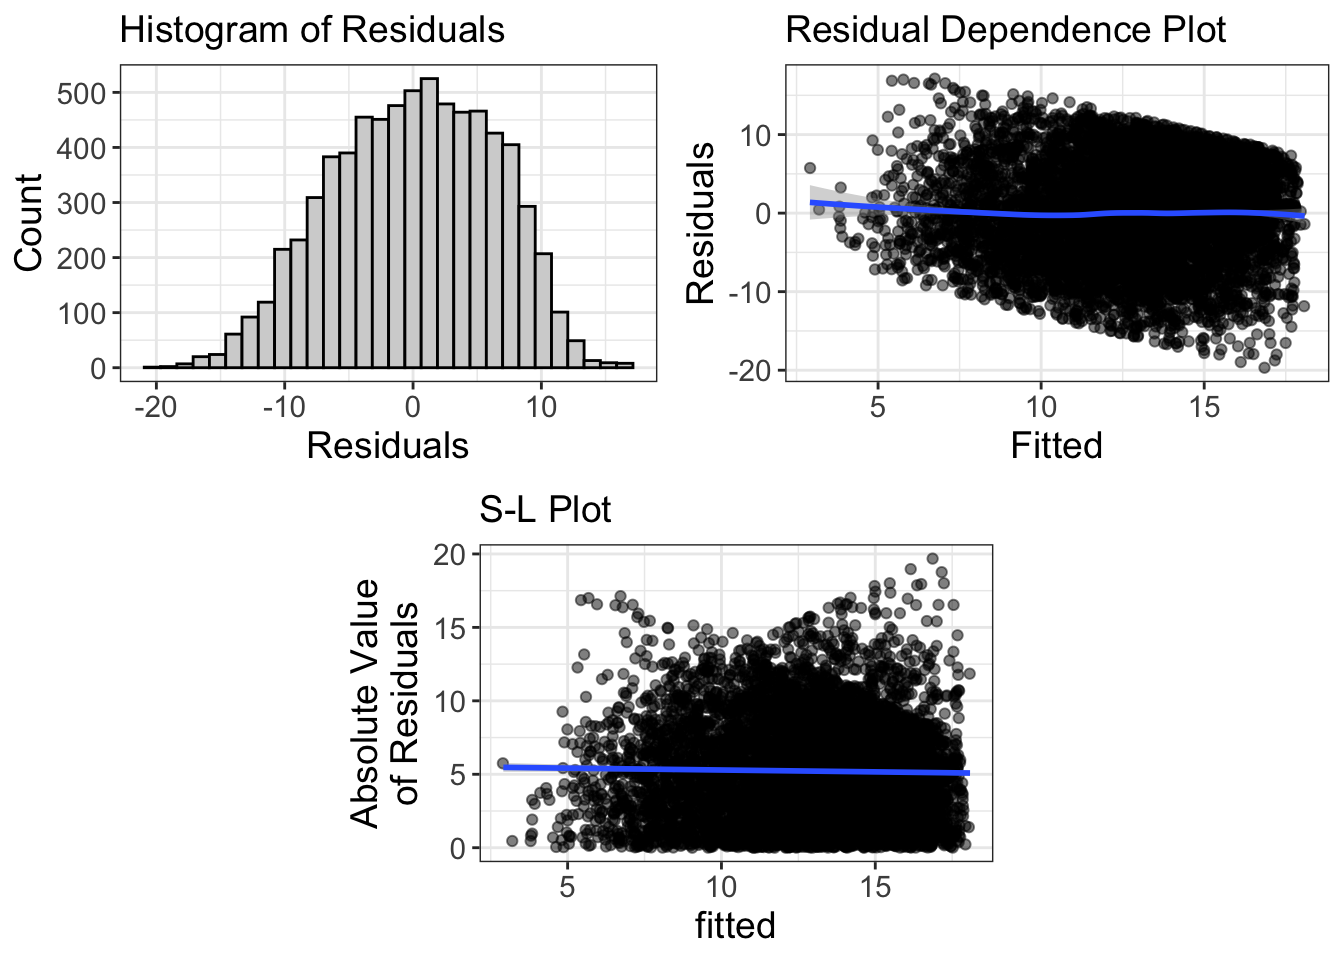 Histogram of Residuals
Count
500
400
300
200
100
0
-20 -10 0 10
Residuals
Residual Dependence Plot
Residuals
10
0
-10
-20
5 10 15
Fitted
S-L Plot
Absolute Value
of Residuals
20
15
10
5
0
5 10 15
fitted